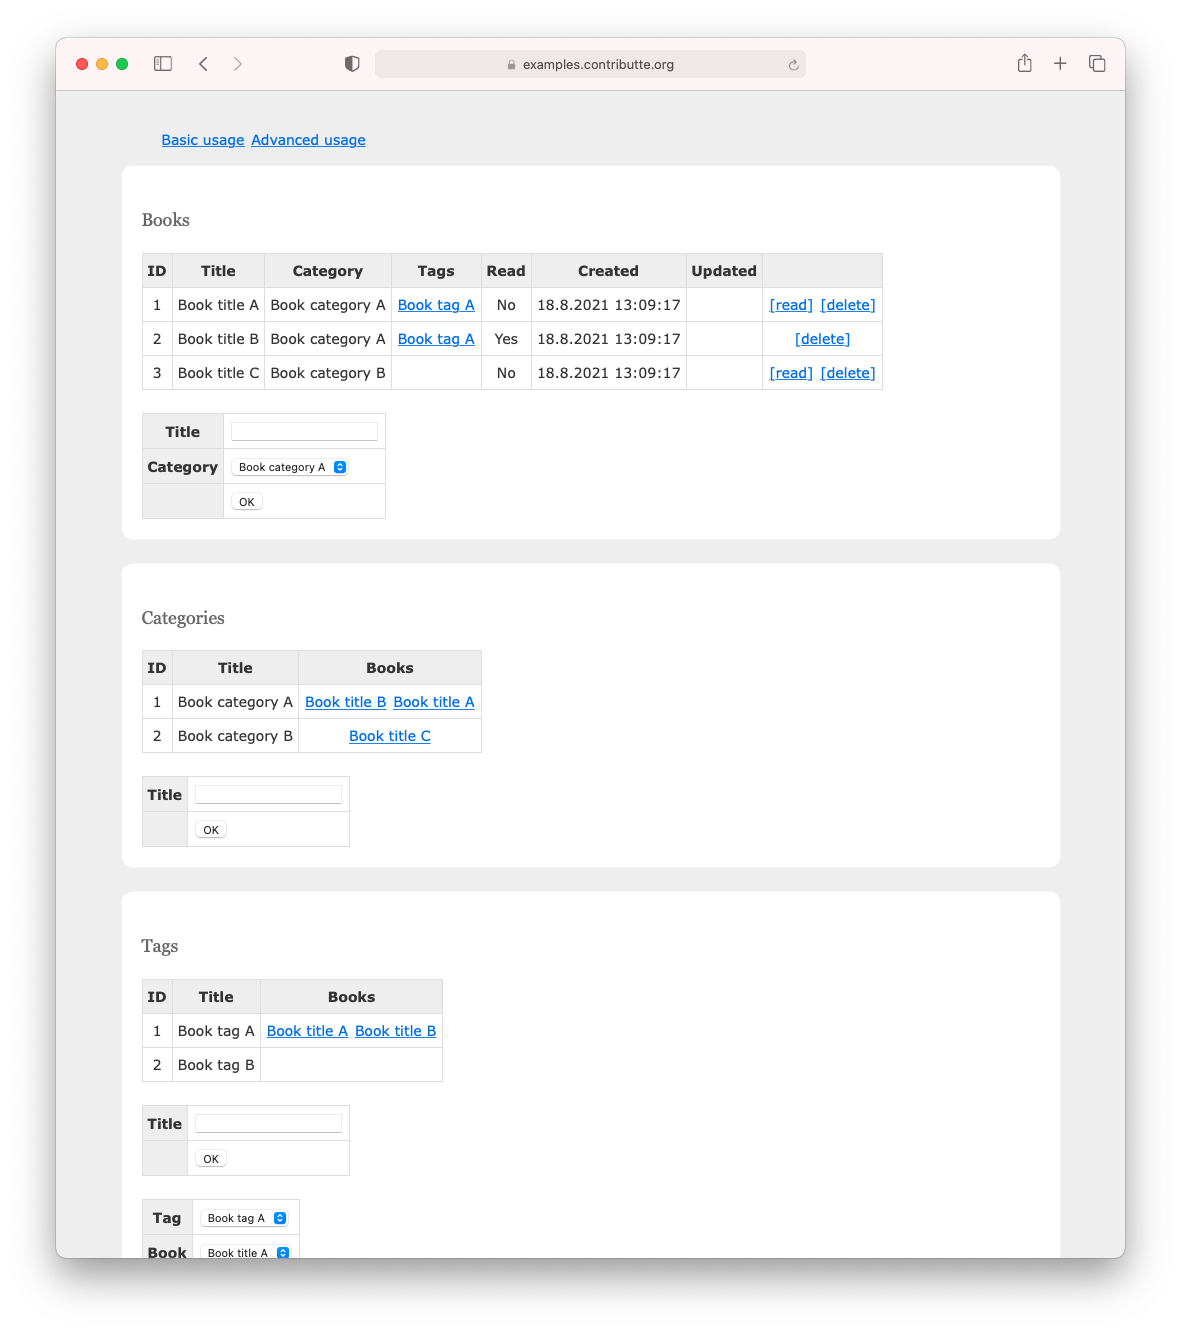 examples.contributte.org
Basic usage Advanced usage
Books
ID Title Category Tags Read Created Updated
1 Book title A Book category A Book tag A No 18.8.2021 13:09:17 [read] [delete]
2 Book title B Book category A Book tag A Yes 18.8.2021 13:09:17 [delete]
3 Book title C Book category B No 18.8.2021 13:09:17 [read] [delete]
Title
Category Book category A
OK
Categories
ID Title Books
1 Book category A Book title B Book title A
2 Book category B Book title C
Title
OK
Tags
ID Title Books
1 Book tag A Book title A Book title B
2 Book tag B
Title
OK
Tag Book tag A
Book Book title A